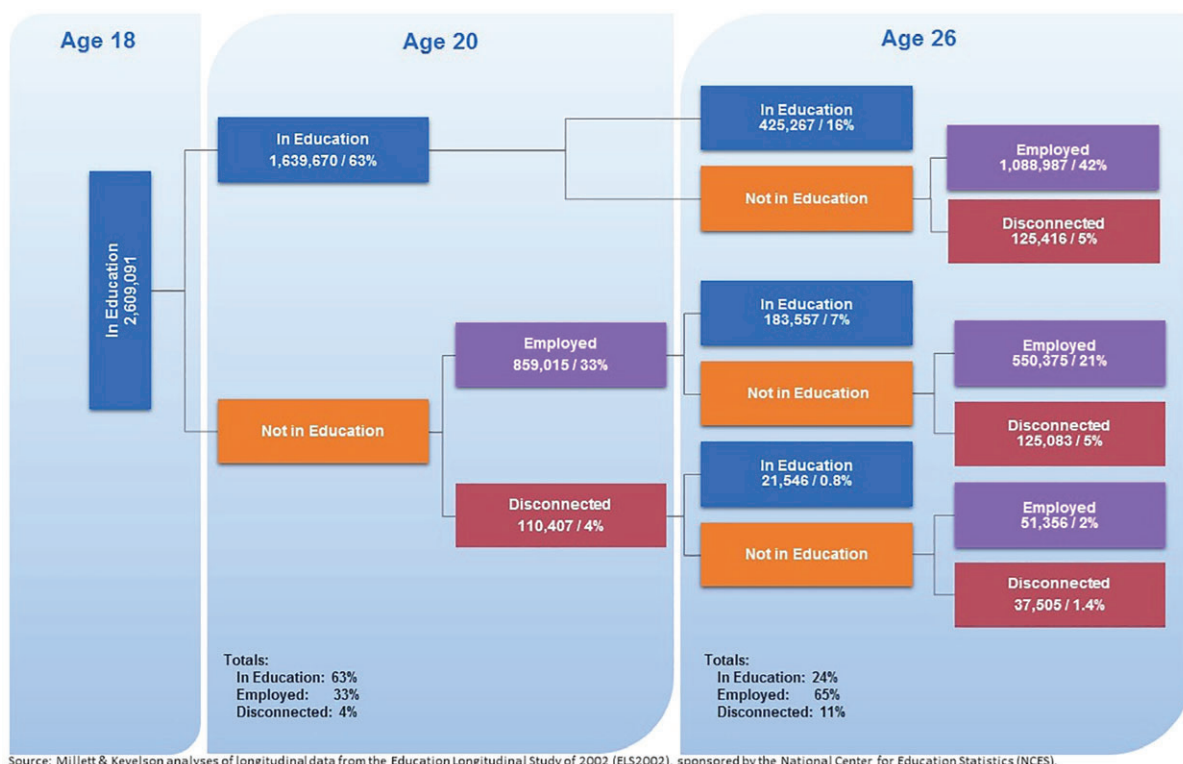 Age 18
Age 20
Age 26
In Education
2,609,091
In Education
1,639,670 / 63%
Not in Education
Employed
859,015 / 33%
Disconnected
110,407 / 4%
In Education
425,267 / 16%
Not in Education
Employed
1,088,987 / 42%
Disconnected
125,416 / 5%
In Education
183,557 / 7%
Not in Education
Employed
550,375 / 21%
Disconnected
125,083 / 5%
In Education
21,546 / 0.8%
Not in Education
Employed
51,356 / 2%
Disconnected
37,505 / 1.4%
Totals:
In Education: 63%
Employed: 33%
Disconnected: 4%
Totals:
In Education: 24%
Employed: 65%
Disconnected: 11%
Source: Millett & Kevelson analyses of longitudinal data from the Education Longitudinal Study of 2002 (ELS2002), sponsored by the National Center for Education Statistics (NCES).